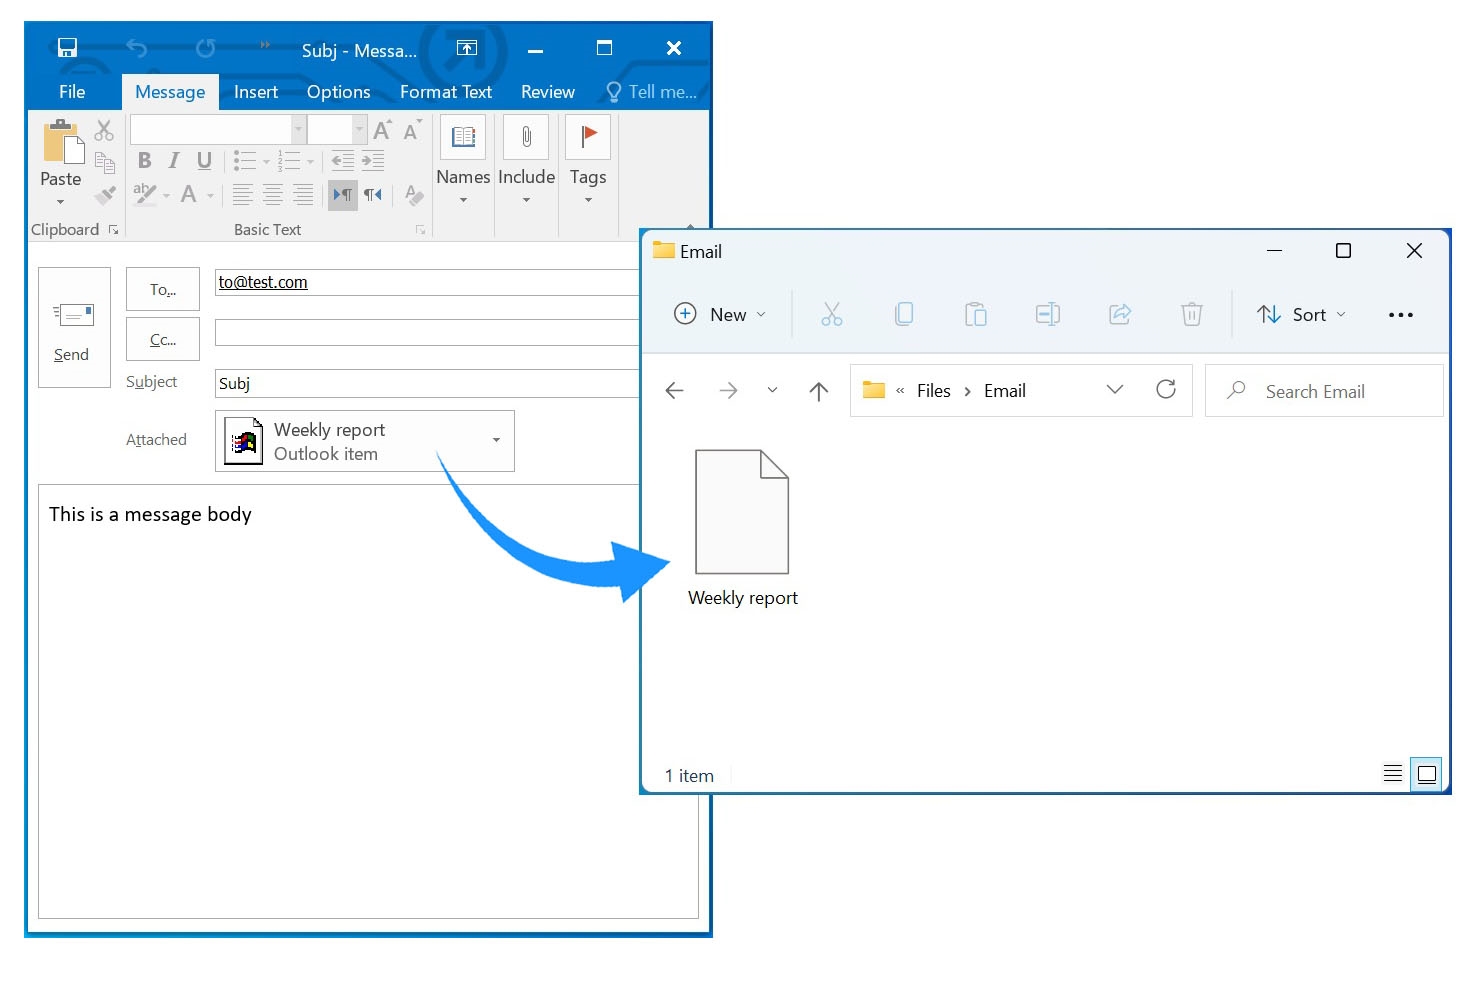 Subj - Messa...
File Message Insert Options Format Text Review Tell me...
Paste
Names Include Tags
Clipboard Basic Text
To...
to@test.com
Cc...
Send
Subject
Subj
Attached
Weekly report
Outlook item
This is a message body
Email
New Sort
« Files > Email
Search Email
Weekly report
1 item